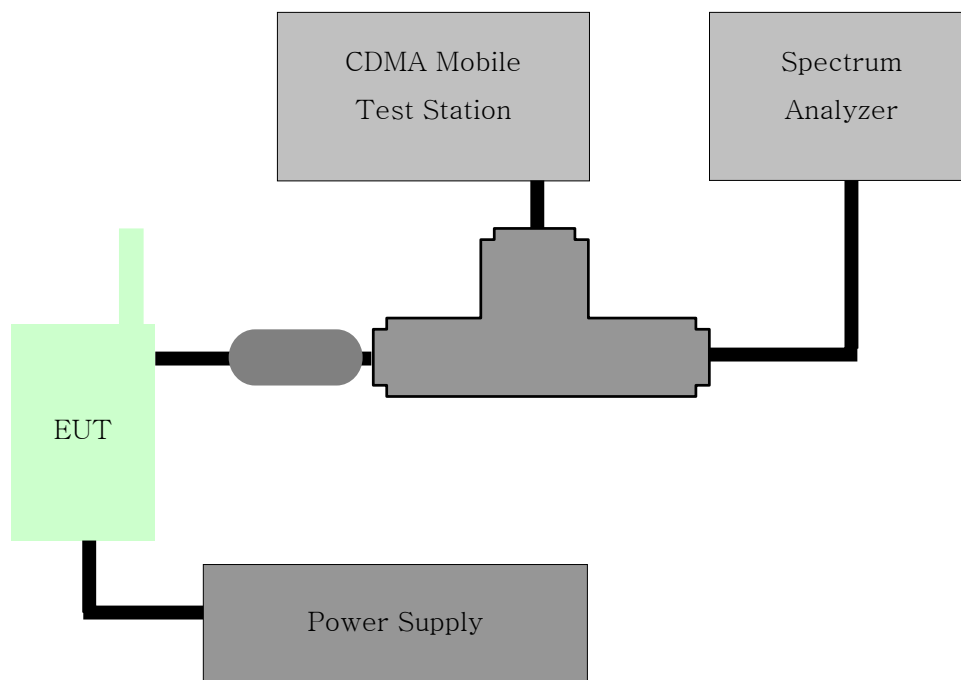 CDMA Mobile
Test Station
Spectrum
Analyzer
EUT
Power Supply